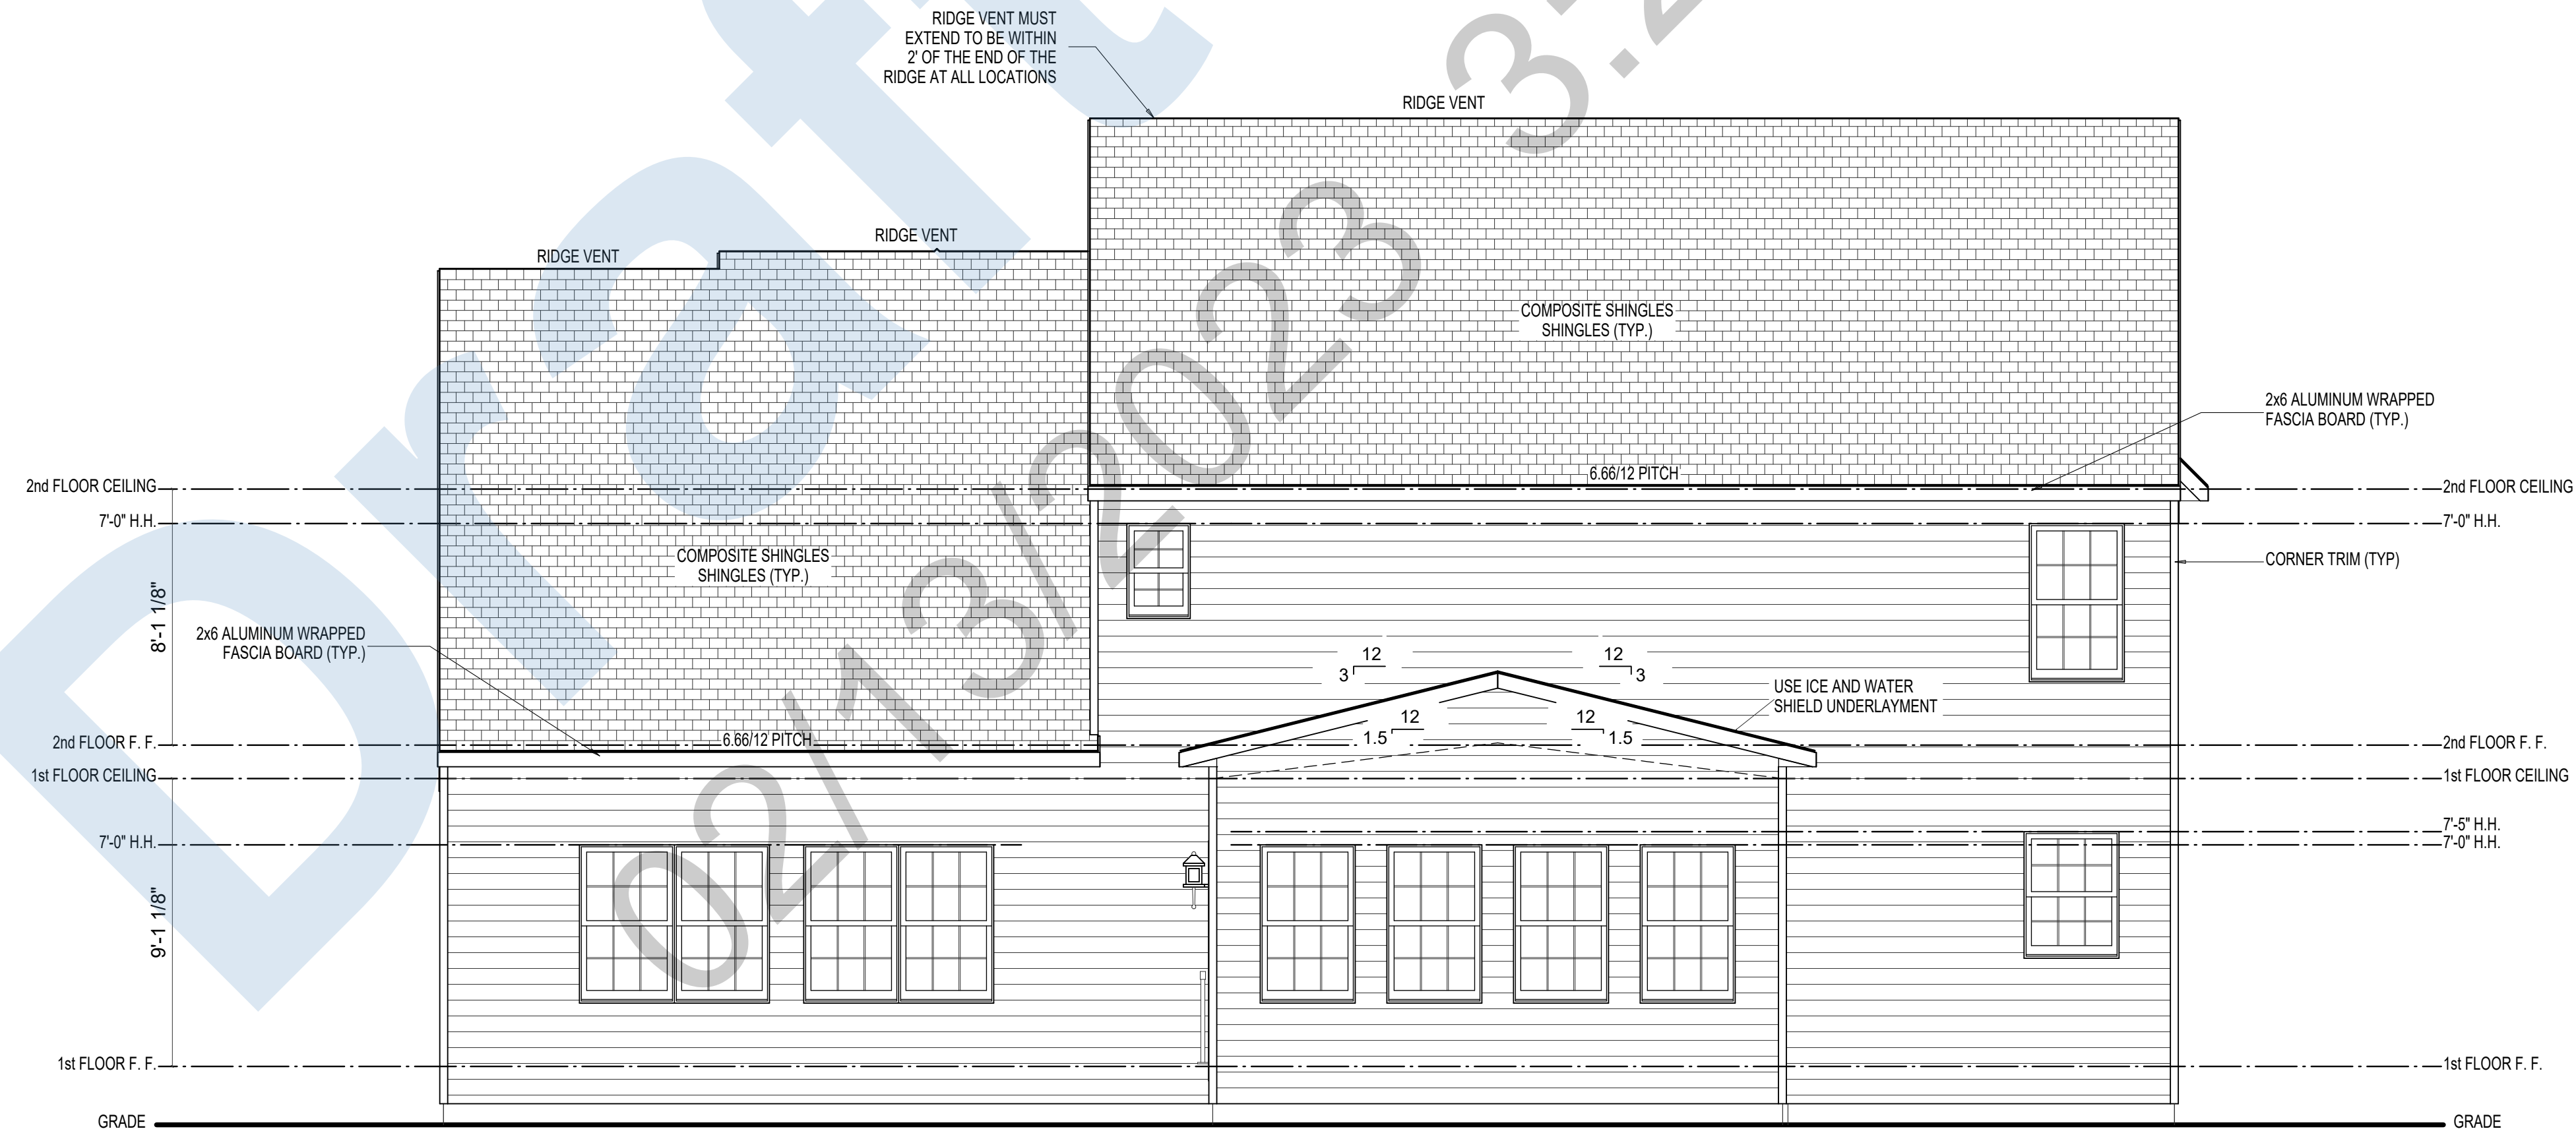 RIDGE VENT MUST
EXTEND TO BE WITHIN
2' OF THE END OF THE
RIDGE AT ALL LOCATIONS
RIDGE VENT
RIDGE VENT
RIDGE VENT
COMPOSITE SHINGLES
SHINGLES (TYP.)
2x6 ALUMINUM WRAPPED
FASCIA BOARD (TYP.)
6.66/12 PITCH
2nd FLOOR CEILING
2nd FLOOR CEILING
7'-0" H.H.
7'-0" H.H.
COMPOSITE SHINGLES
SHINGLES (TYP.)
CORNER TRIM (TYP)
8'-1 1/8"
2x6 ALUMINUM WRAPPED
FASCIA BOARD (TYP.)
12
3
12
3
USE ICE AND WATER
SHIELD UNDERLAYMENT
12
1.5
12
1.5
6.66/12 PITCH
2nd FLOOR F. F.
2nd FLOOR F. F.
1st FLOOR CEILING
1st FLOOR CEILING
7'-5" H.H.
7'-0" H.H.
7'-0" H.H.
9'-1 1/8"
1st FLOOR F. F.
1st FLOOR F. F.
GRADE
GRADE
Draft
02/13/2023